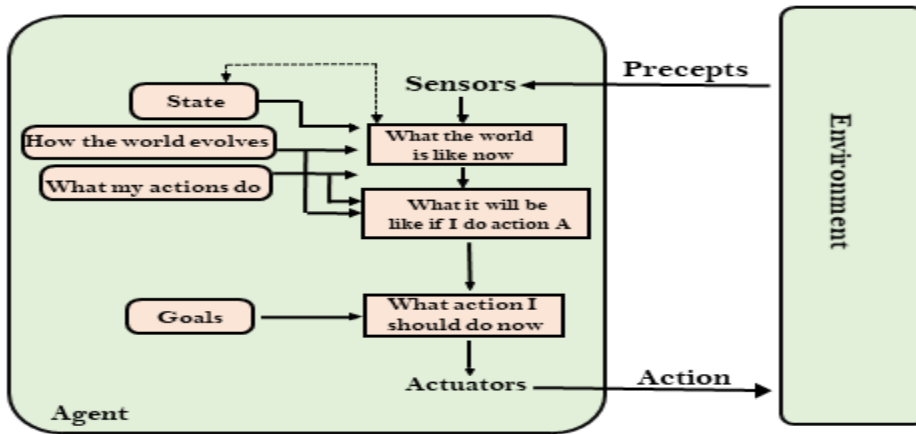 Sensors
Precepts
State
How the world evolves
What the world
is like now
What my actions do
What it will be
like if I do action A
Environment
Goals
What action I
should do now
Actuators
Action
Agent